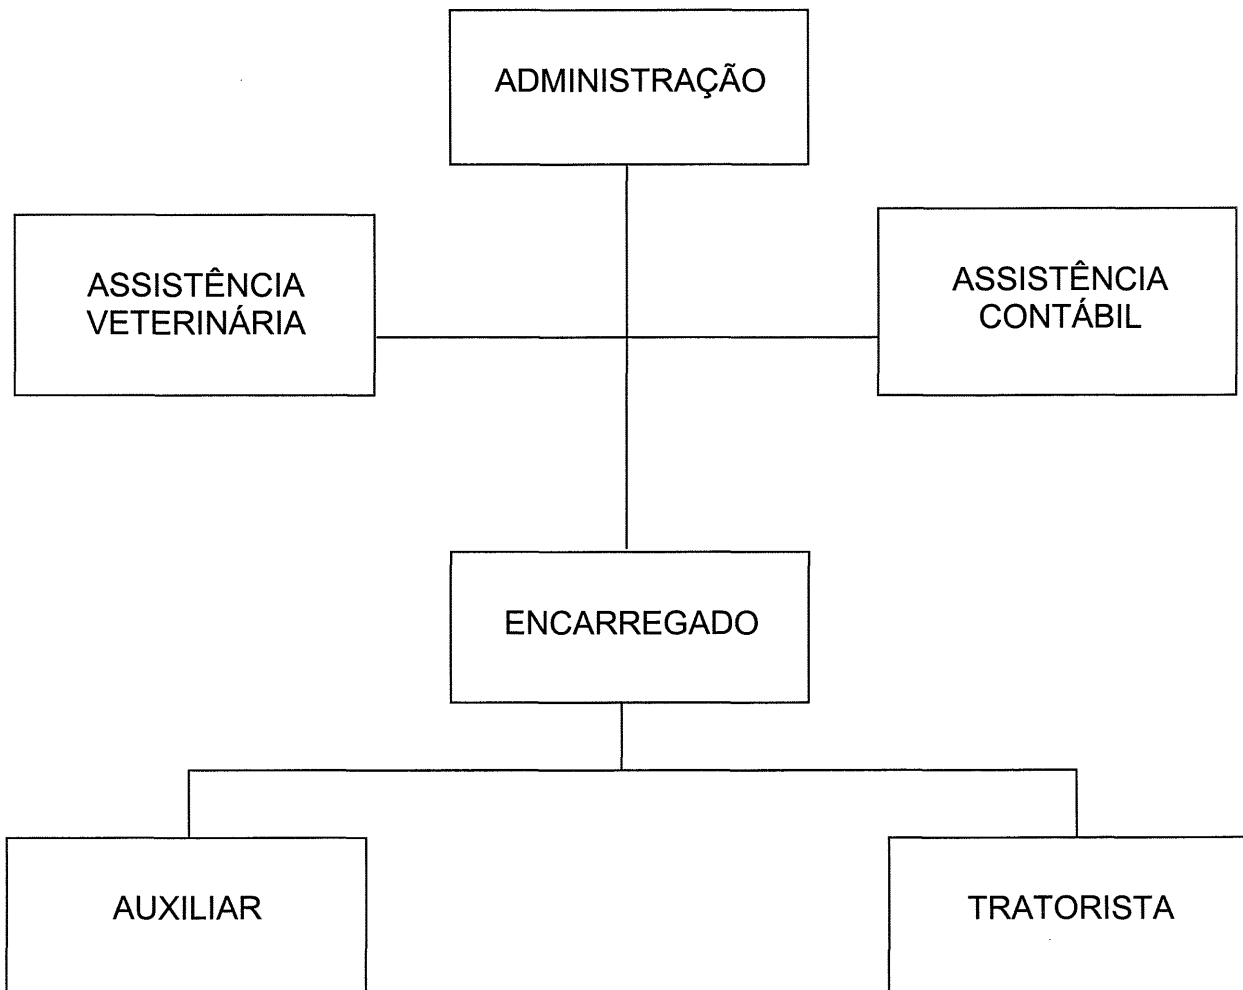 ADMINISTRAÇÃO
ASSISTÊNCIA
VETERINÁRIA
ASSISTÊNCIA
CONTÁBIL
ENCARREGADO
AUXILIAR
TRATORISTA